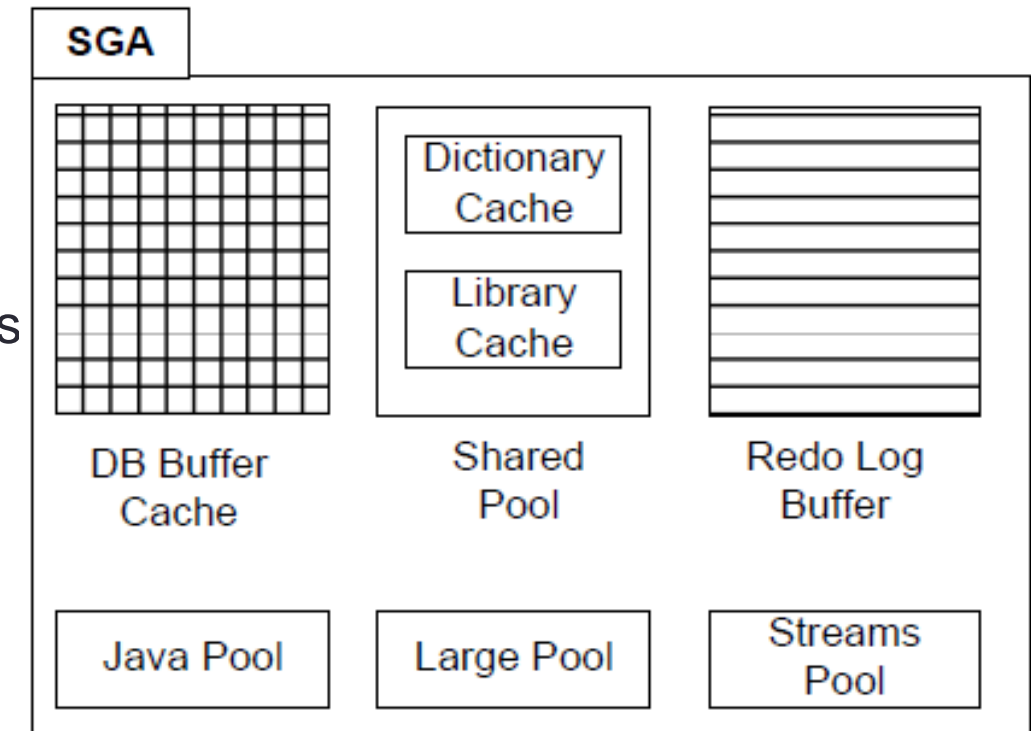 SGA
Dictionary
Cache
Library
Cache
s
DB Buffer
Cache
Shared
Pool
Redo Log
Buffer
Java Pool
Large Pool
Streams
Pool